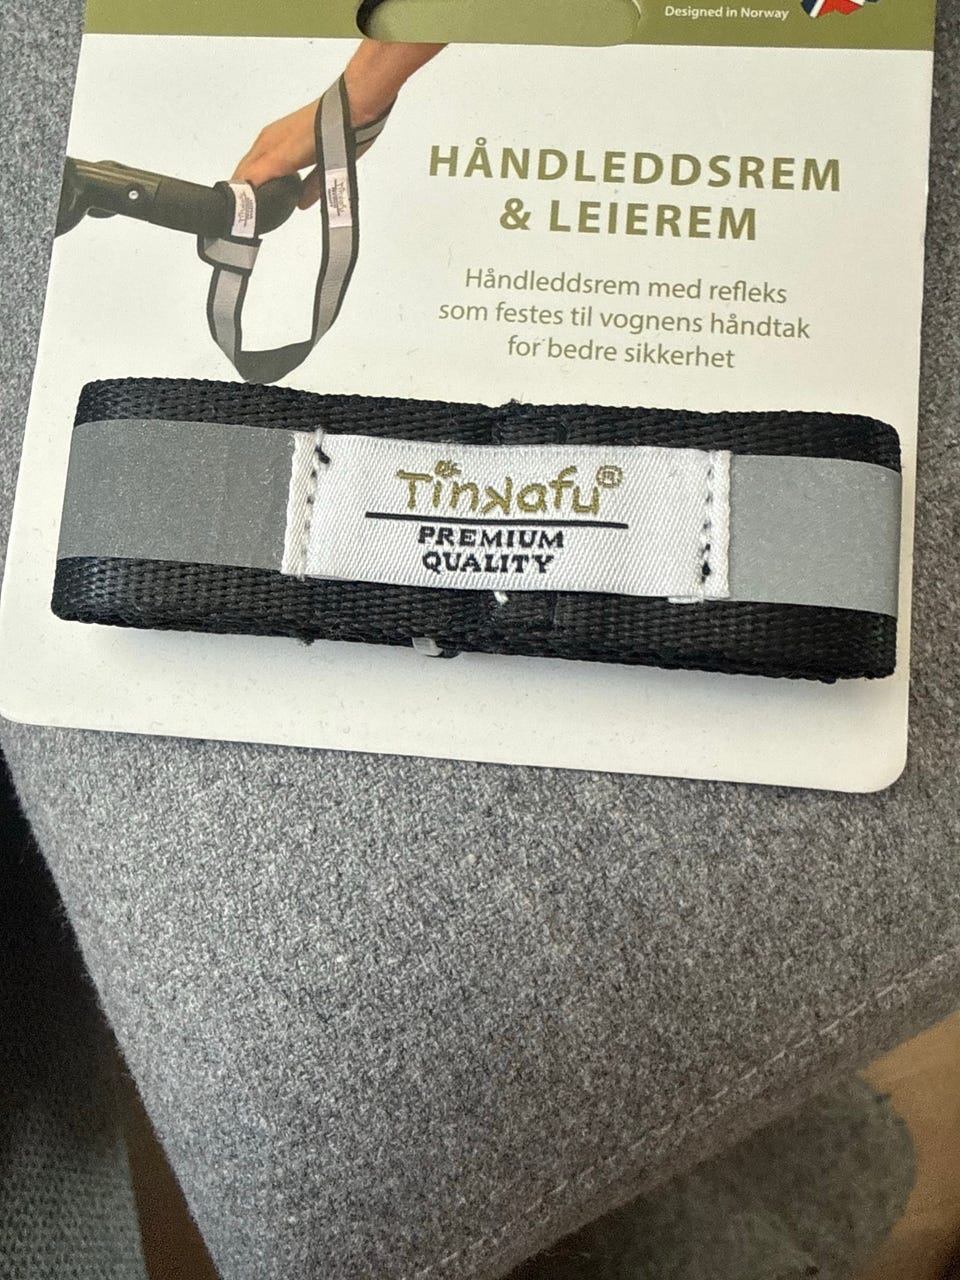 Designed in Norway
HÅNDLEDDSREM
& LEIEREM
Håndleddsrem med refleks
som festes til vognens håndtak
for bedre sikkerhet
Tinkafu®
PREMIUM
QUALITY